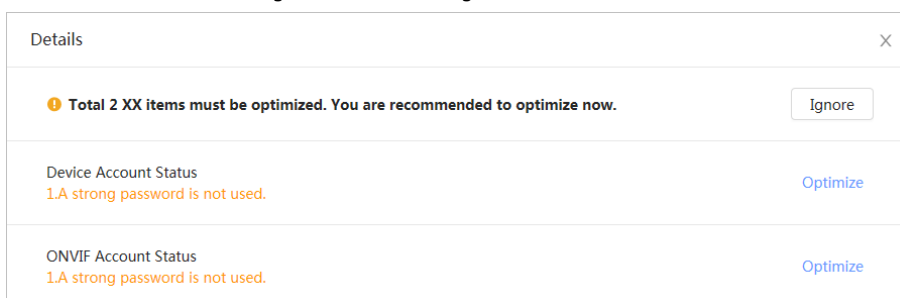 Details
Total 2 XX items must be optimized. You are recommended to optimize now.
Ignore
Device Account Status
1.A strong password is not used.
Optimize
ONVIF Account Status
1.A strong password is not used.
Optimize